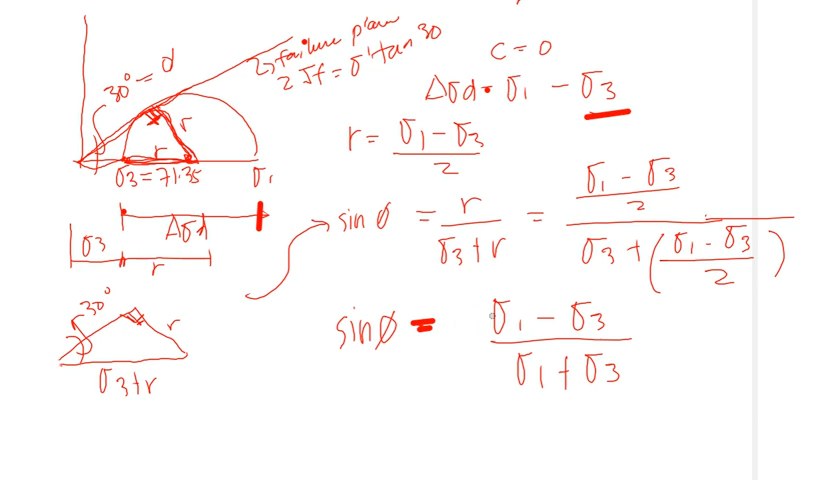 failure plane
2) τf = σ' tan 30
30° = φ
c = 0
Δσd = σ1 − σ3
r = (σ1 − σ3)/2
r
r
σ3 = 71.35 σ1
Δσd
σ3 r
sin φ = r/(σ3 + r) = ((σ1 − σ3)/2)/(σ3 + ((σ1 − σ3)/2))
30°
r
σ3 + r
sin φ = (σ1 − σ3)/(σ1 + σ3)